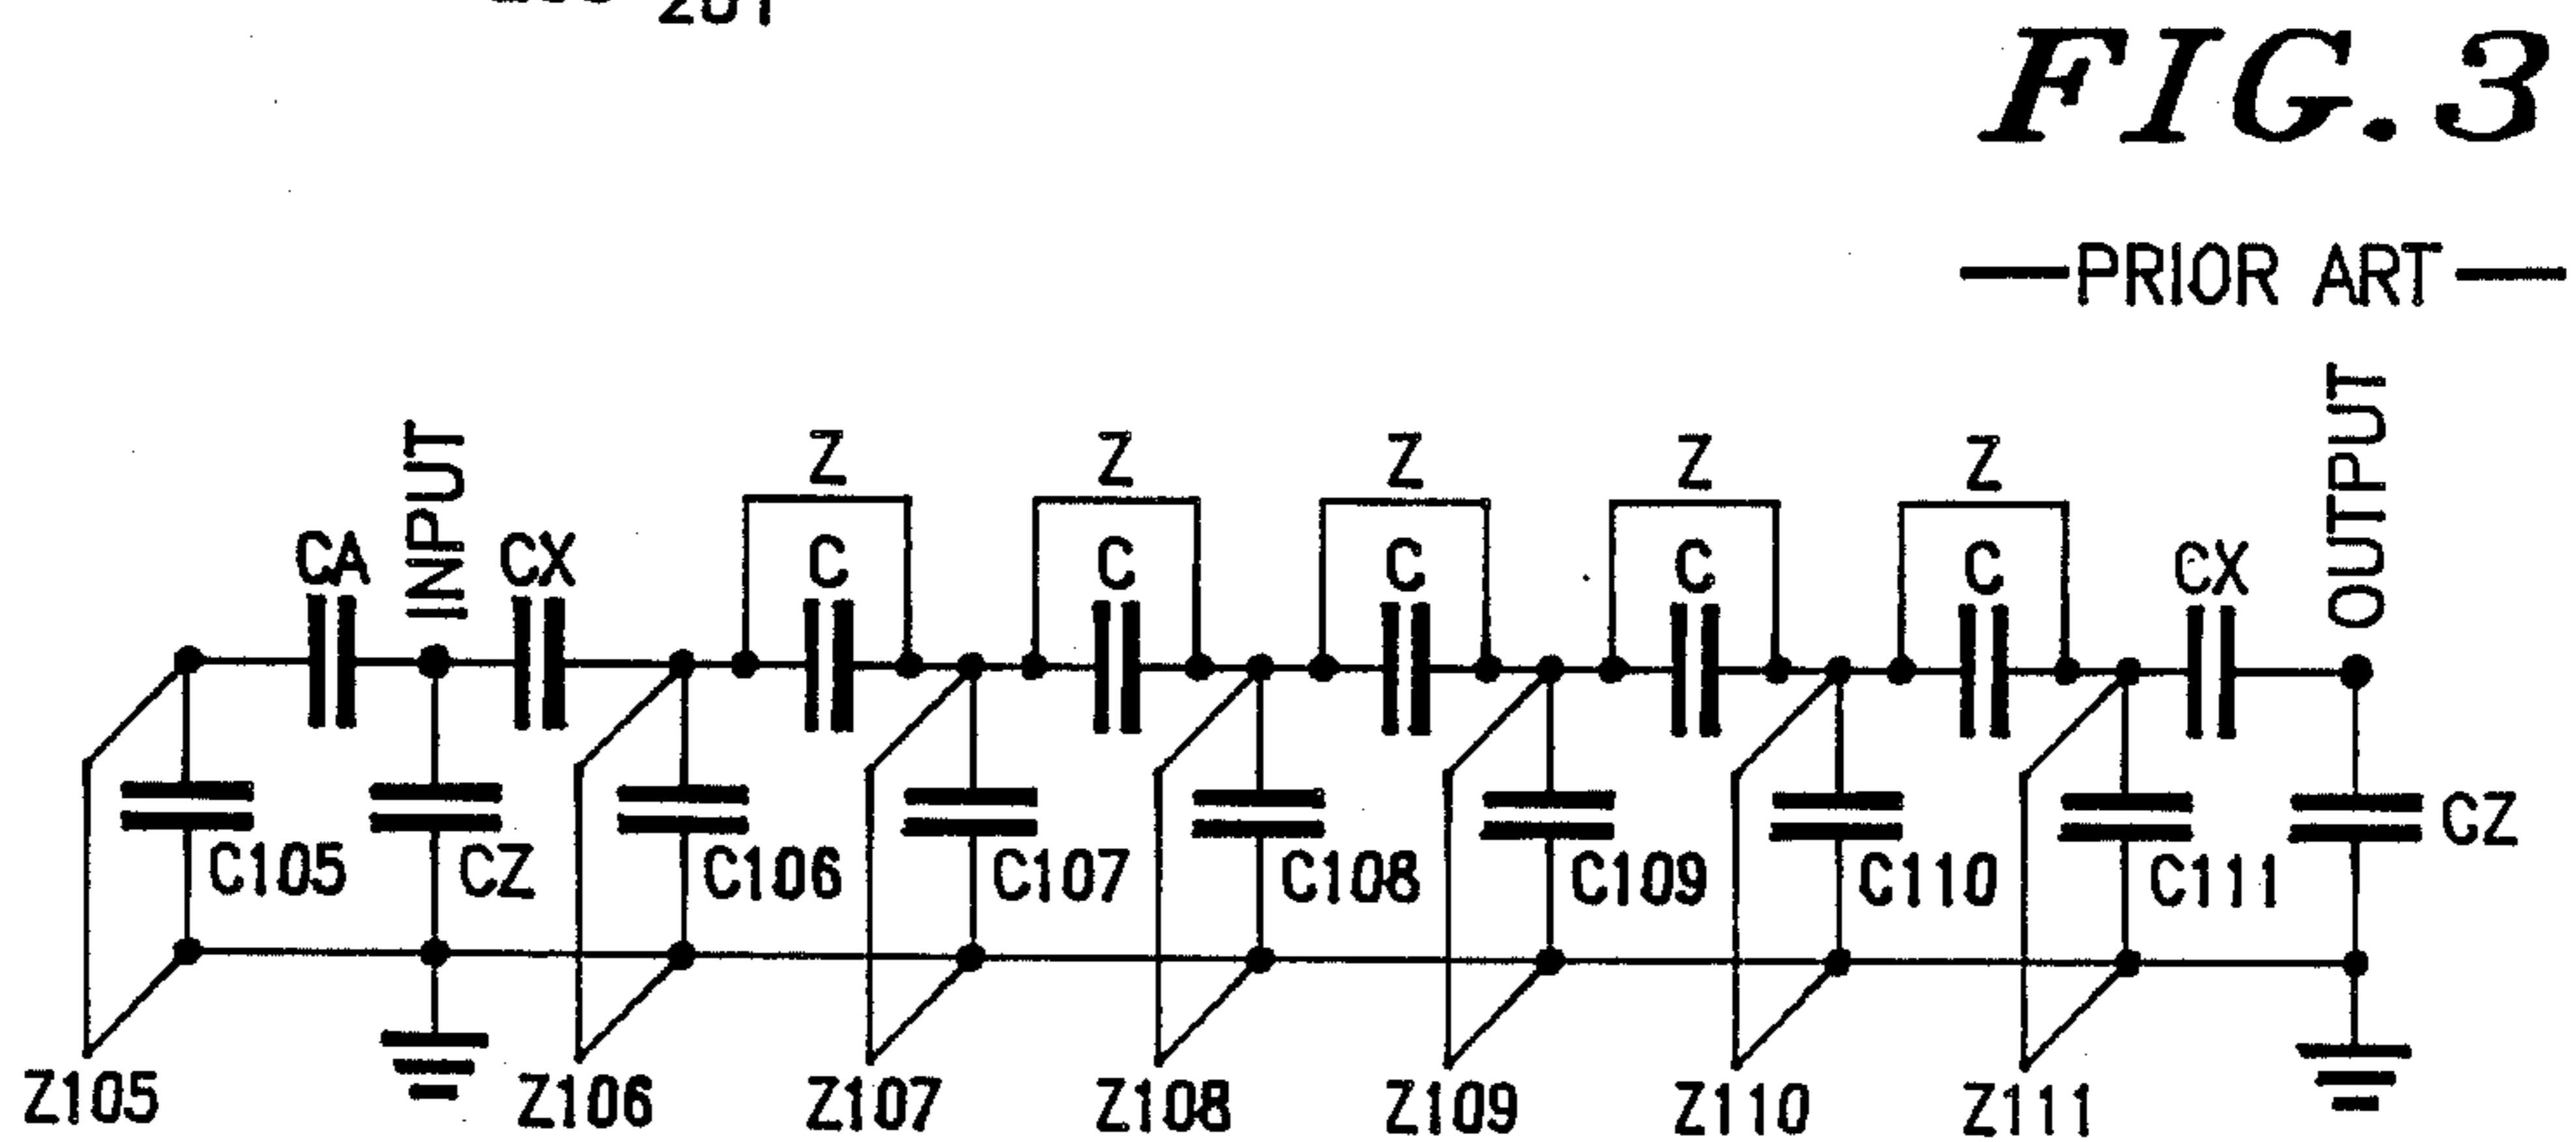 201
FIG.3
PRIOR ART
INPUT
OUTPUT
Z Z Z Z Z
CA CX C C C C C CX
C105 CZ C106 C107 C108 C109 C110 C111 CZ
Z105 Z106 Z107 Z108 Z109 Z110 Z111